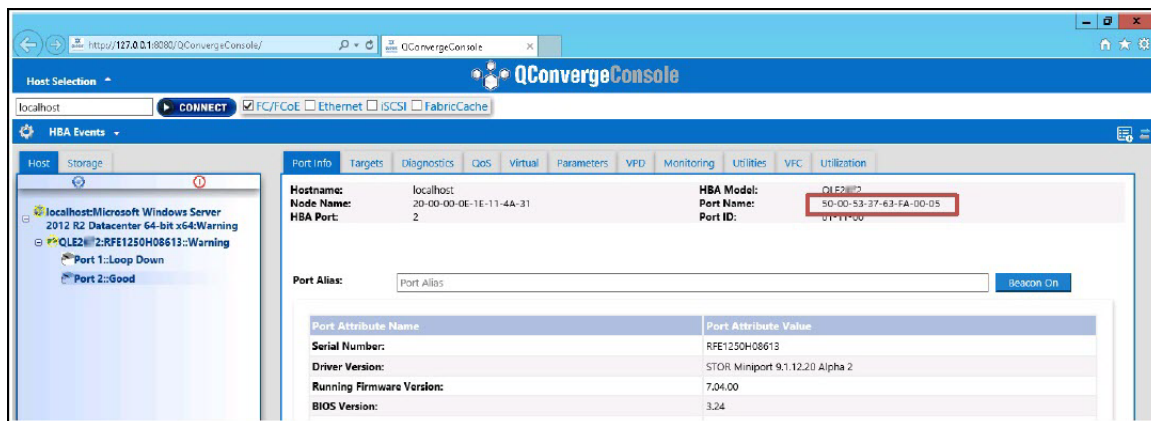 http://127.0.0.1:8080/QConvergeConsole/
QConvergeConsole
Host Selection
QConvergeConsole
localhost
CONNECT
FC/FCoE
Ethernet
iSCSI
FabricCache
HBA Events
Host
Storage
localhost:Microsoft Windows Server
2012 R2 Datacenter 64-bit x64:Warning
2:RFE1250H08613::Warning
Port 1::Loop Down
Port 2::Good
Port Info
Targets
Diagnostics
QoS
Virtual
Parameters
VPD
Monitoring
Utilities
VFC
Utilization
Hostname: localhost
Node Name: 20-00-00-0E-1E-11-4A-31
HBA Port: 2
HBA Model:
Port Name: 50-00-53-37-63-FA-00-05
Port ID: 01-11-00
Port Alias: Port Alias
Beacon On
Port Attribute Name Port Attribute Value
Serial Number: RFE1250H08613
Driver Version: STOR Miniport 9.1.12.20 Alpha 2
Running Firmware Version: 7.04.00
BIOS Version: 3.24